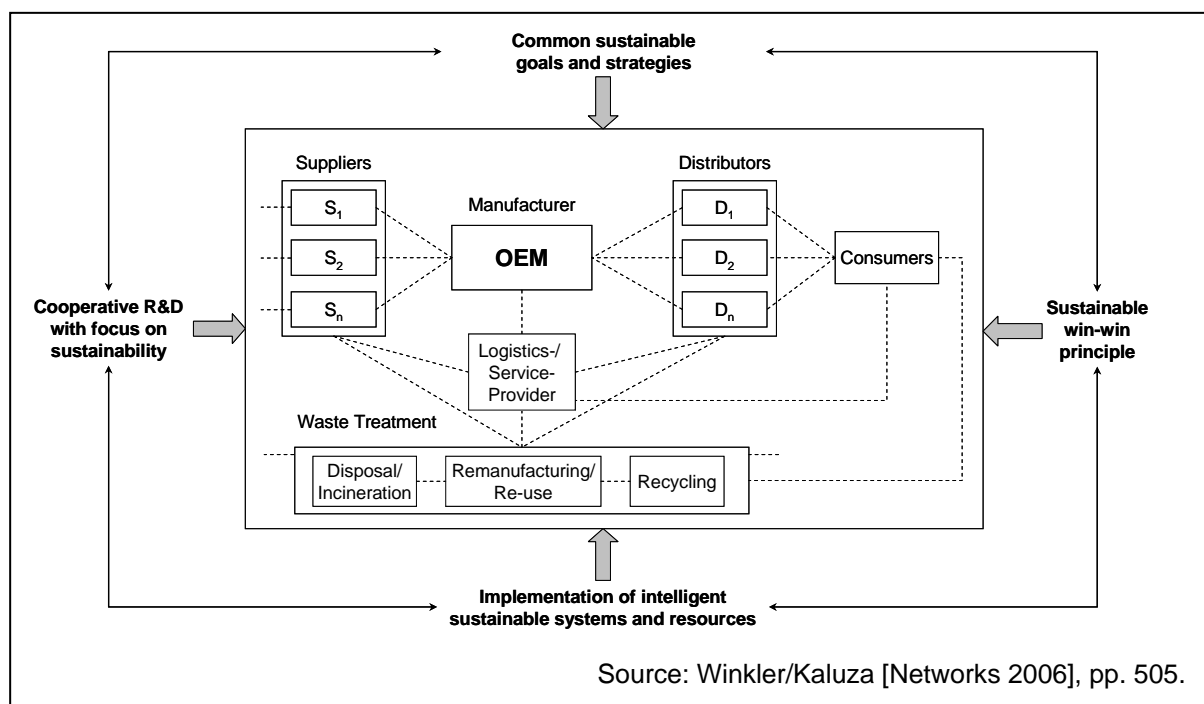 Common sustainable
goals and strategies
Suppliers
S1
S2
Sn
Manufacturer
OEM
Distributors
D1
D2
Dn
Consumers
Cooperative R&D
with focus on
sustainability
Sustainable
win-win
principle
Logistics-/
Service-
Provider
Waste Treatment
Disposal/
Incineration
Remanufacturing/
Re-use
Recycling
Implementation of intelligent
sustainable systems and resources
Source: Winkler/Kaluza [Networks 2006], pp. 505.